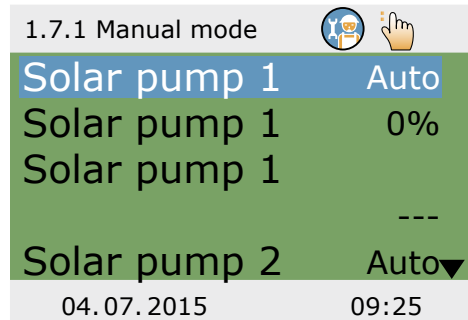 1.7.1 Manual mode
Solar pump 1 Auto
Solar pump 1 0%
Solar pump 1
---
Solar pump 2 Auto
04.07.2015 09:25